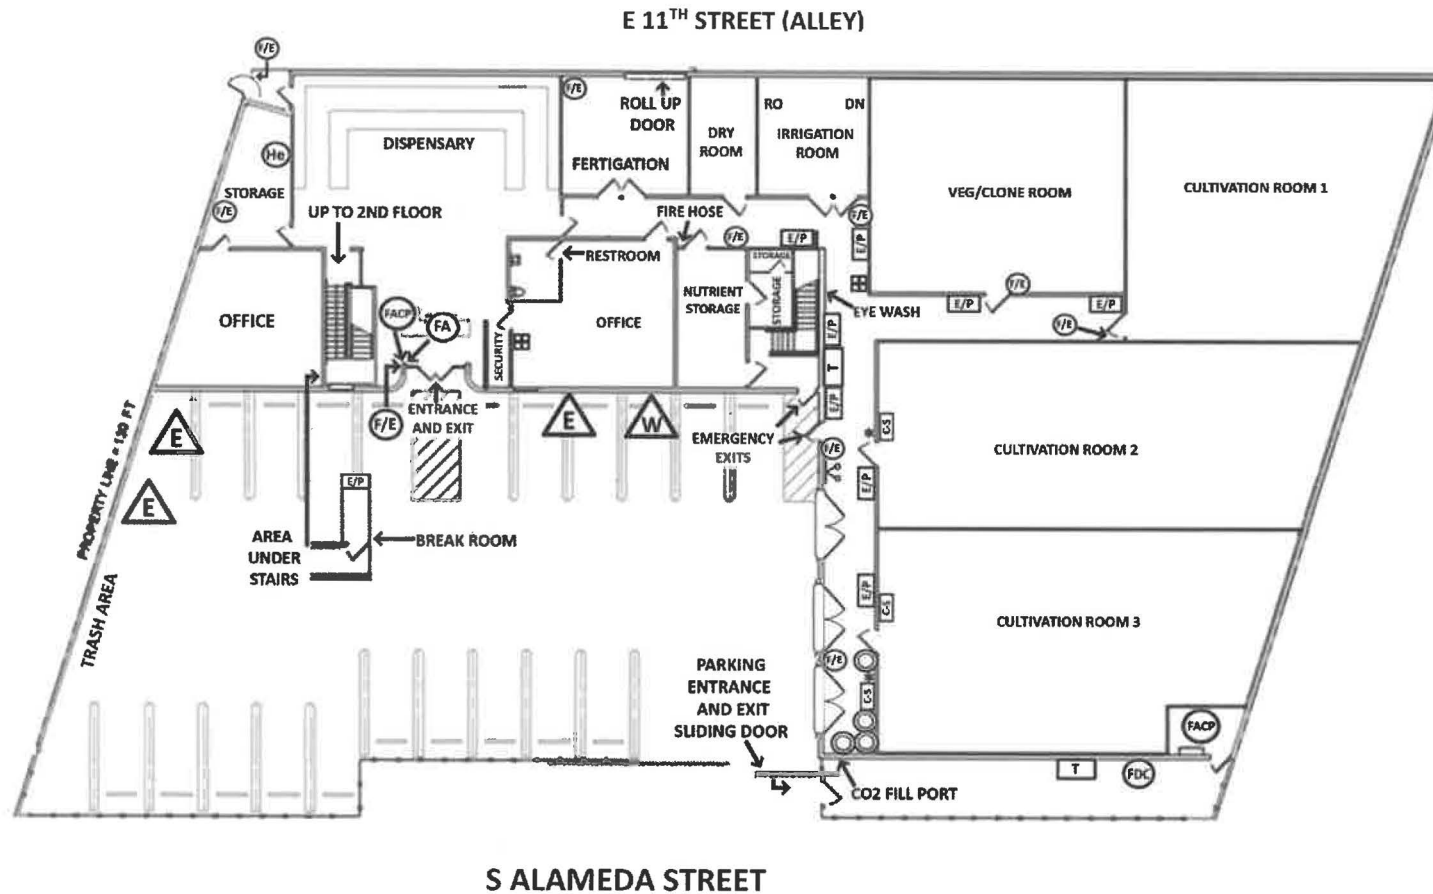 E 11TH STREET (ALLEY)
F/E
F/E
ROLL UP
DOOR
RO
DN
DRY
ROOM
IRRIGATION
ROOM
DISPENSARY
He
FERTIGATION
STORAGE
VEG/CLONE ROOM
CULTIVATION ROOM 1
F/E
UP TO 2ND FLOOR
FIRE HOSE
F/E
F/E
E/P
E/P
RESTROOM
STORAGE
F/E
NUTRIENT
STORAGE
STORAGE
E/P
E/P
EYE WASH
OFFICE
FACP
FA
OFFICE
SECURITY
E/P
F/E
T
E/P
F/E
ENTRANCE
AND EXIT
E
E
W
EMERGENCY
EXITS
C-S
F/E
CULTIVATION ROOM 2
PROPERTY LINE = 130 FT
E
E/P
E/P
AREA
UNDER
STAIRS
BREAK ROOM
TRASH AREA
E/P
C-S
CULTIVATION ROOM 3
PARKING
ENTRANCE
AND EXIT
SLIDING DOOR
F/E
C-S
FACP
T
FDC
CO2 FILL PORT
S ALAMEDA STREET